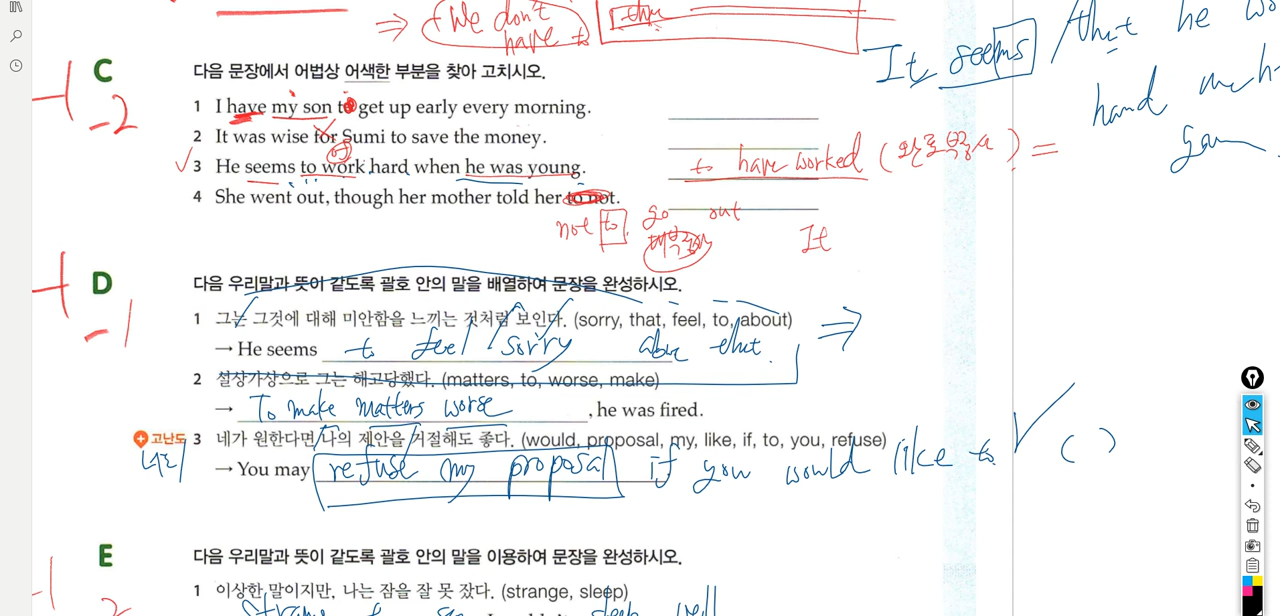 ⇒ We don't have to the
It seems that he wo
hand
C
다음 문장에서 어법상 어색한 부분을 찾아 고치시오.
-2
1 I have my son to get up early every morning.
2 It was wise for Sumi to save the money.
of
3 He seems to work hard when he was young.
to have worked (완료부정사) =
4 She went out, though her mother told her to not.
not to. go out
대부정사
It
D
다음 우리말과 뜻이 같도록 괄호 안의 말을 배열하여 문장을 완성하시오.
-1
1 그는 그것에 대해 미안함을 느끼는 것처럼 보인다. (sorry, that, feel, to, about)
→ He seems to feel sorry about that. ⇒
2 설상가상으로 그는 해고당했다. (matters, to, worse, make)
→ To make matters worse, he was fired.
고난도 3 네가 원한다면 나의 제안을 거절해도 좋다. (would, proposal, my, like, if, to, you, refuse)
→ You may refuse my proposal if you would like to ( )
E
다음 우리말과 뜻이 같도록 괄호 안의 말을 이용하여 문장을 완성하시오.
1 이상한 말이지만, 나는 잠을 잘 못 잤다. (strange, sleep)